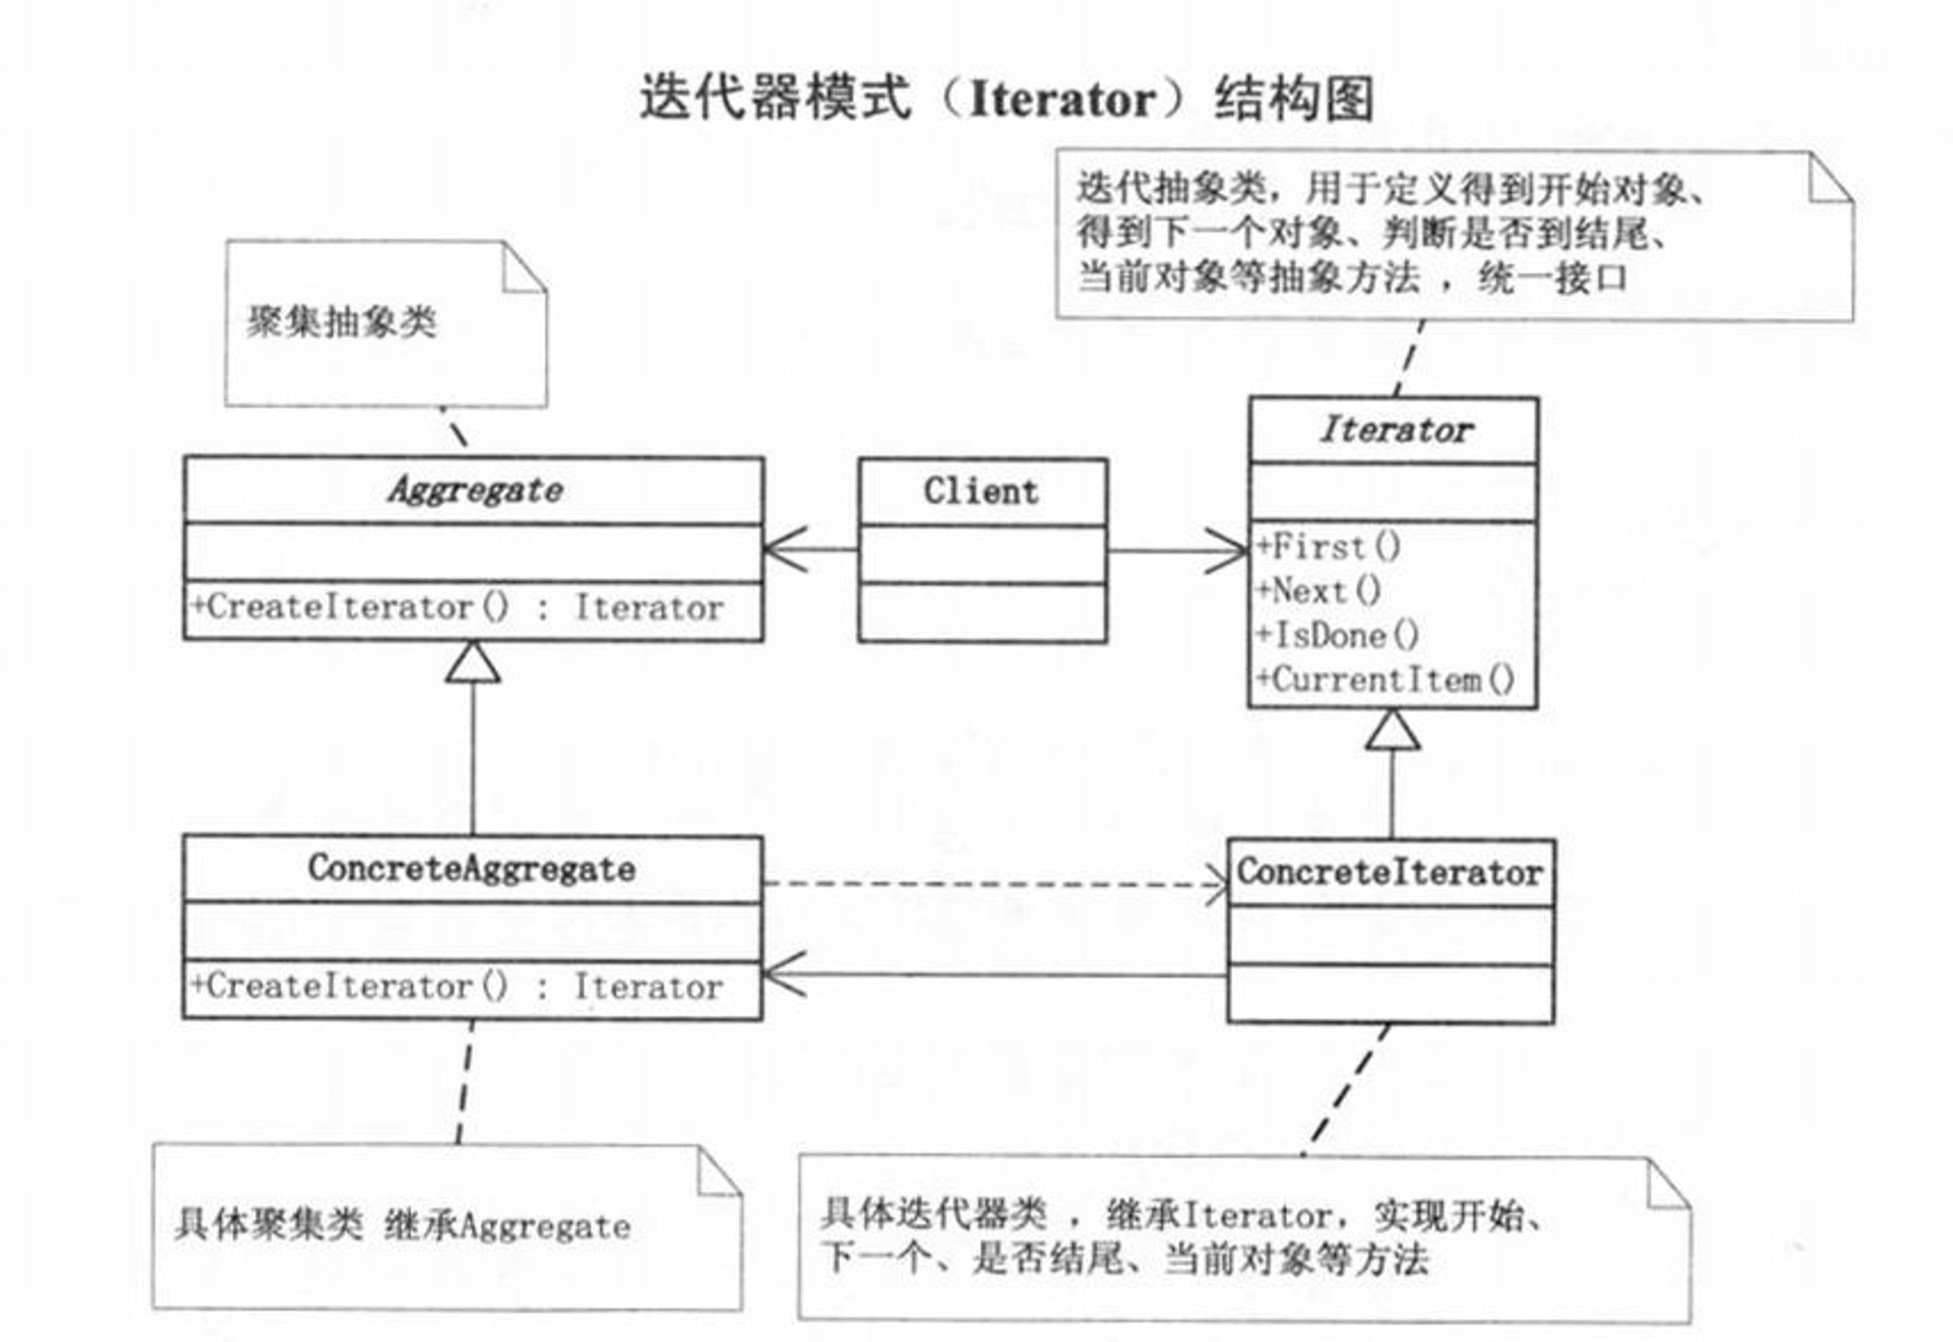 迭代器模式（Iterator）结构图
迭代抽象类，用于定义得到开始对象、
得到下一个对象、判断是否到结尾、
当前对象等抽象方法 ，统一接口
聚集抽象类
Iterator
Aggregate
Client
+First()
+Next()
+IsDone()
+CurrentItem()
+CreateIterator() : Iterator
ConcreteAggregate
ConcreteIterator
+CreateIterator() : Iterator
具体聚集类 继承Aggregate
具体迭代器类 ，继承Iterator，实现开始、
下一个、是否结尾、当前对象等方法